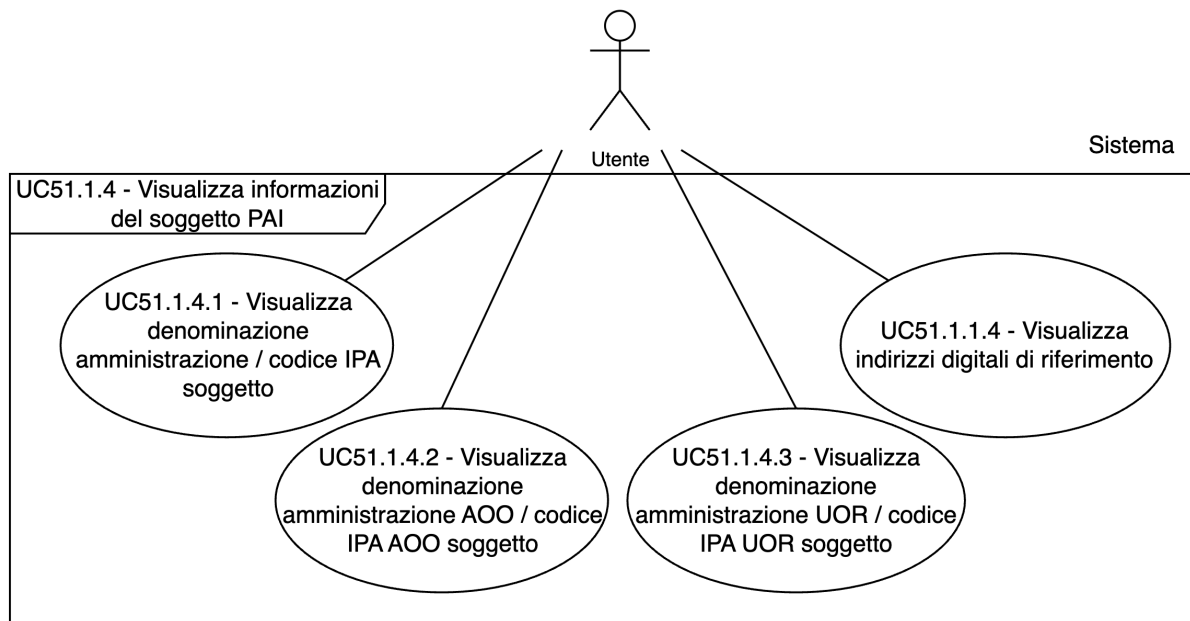 Utente
Sistema
UC51.1.4 - Visualizza informazioni
del soggetto PAI
UC51.1.4.1 - Visualizza
denominazione
amministrazione / codice IPA
soggetto
UC51.1.1.4 - Visualizza
indirizzi digitali di riferimento
UC51.1.4.2 - Visualizza
denominazione
amministrazione AOO / codice
IPA AOO soggetto
UC51.1.4.3 - Visualizza
denominazione
amministrazione UOR / codice
IPA UOR soggetto